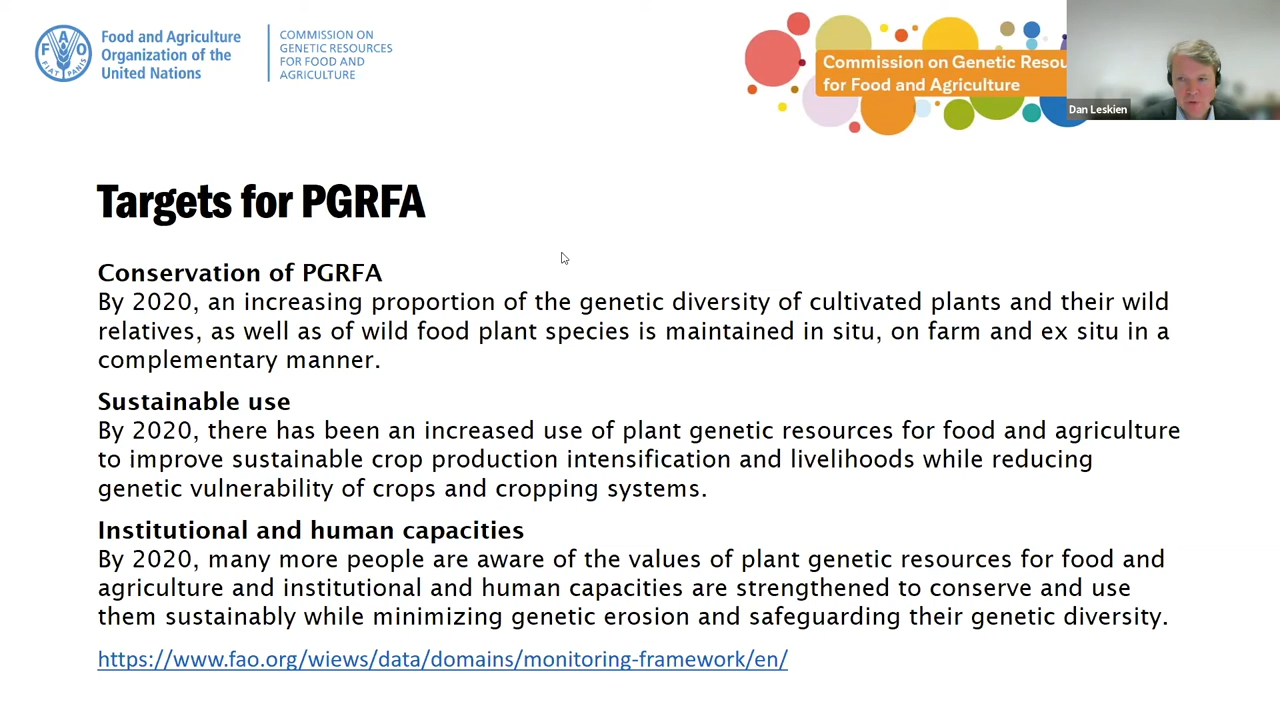 Food and Agriculture
Organization of the
United Nations
FAO
FIAT PANIS
COMMISSION ON
GENETIC RESOURCES
FOR FOOD AND
AGRICULTURE
Commission on Genetic Resou
for Food and Agriculture
Dan Leskien
Targets for PGRFA
Conservation of PGRFA
By 2020, an increasing proportion of the genetic diversity of cultivated plants and their wild
relatives, as well as of wild food plant species is maintained in situ, on farm and ex situ in a
complementary manner.
Sustainable use
By 2020, there has been an increased use of plant genetic resources for food and agriculture
to improve sustainable crop production intensification and livelihoods while reducing
genetic vulnerability of crops and cropping systems.
Institutional and human capacities
By 2020, many more people are aware of the values of plant genetic resources for food and
agriculture and institutional and human capacities are strengthened to conserve and use
them sustainably while minimizing genetic erosion and safeguarding their genetic diversity.
https://www.fao.org/wiews/data/domains/monitoring-framework/en/